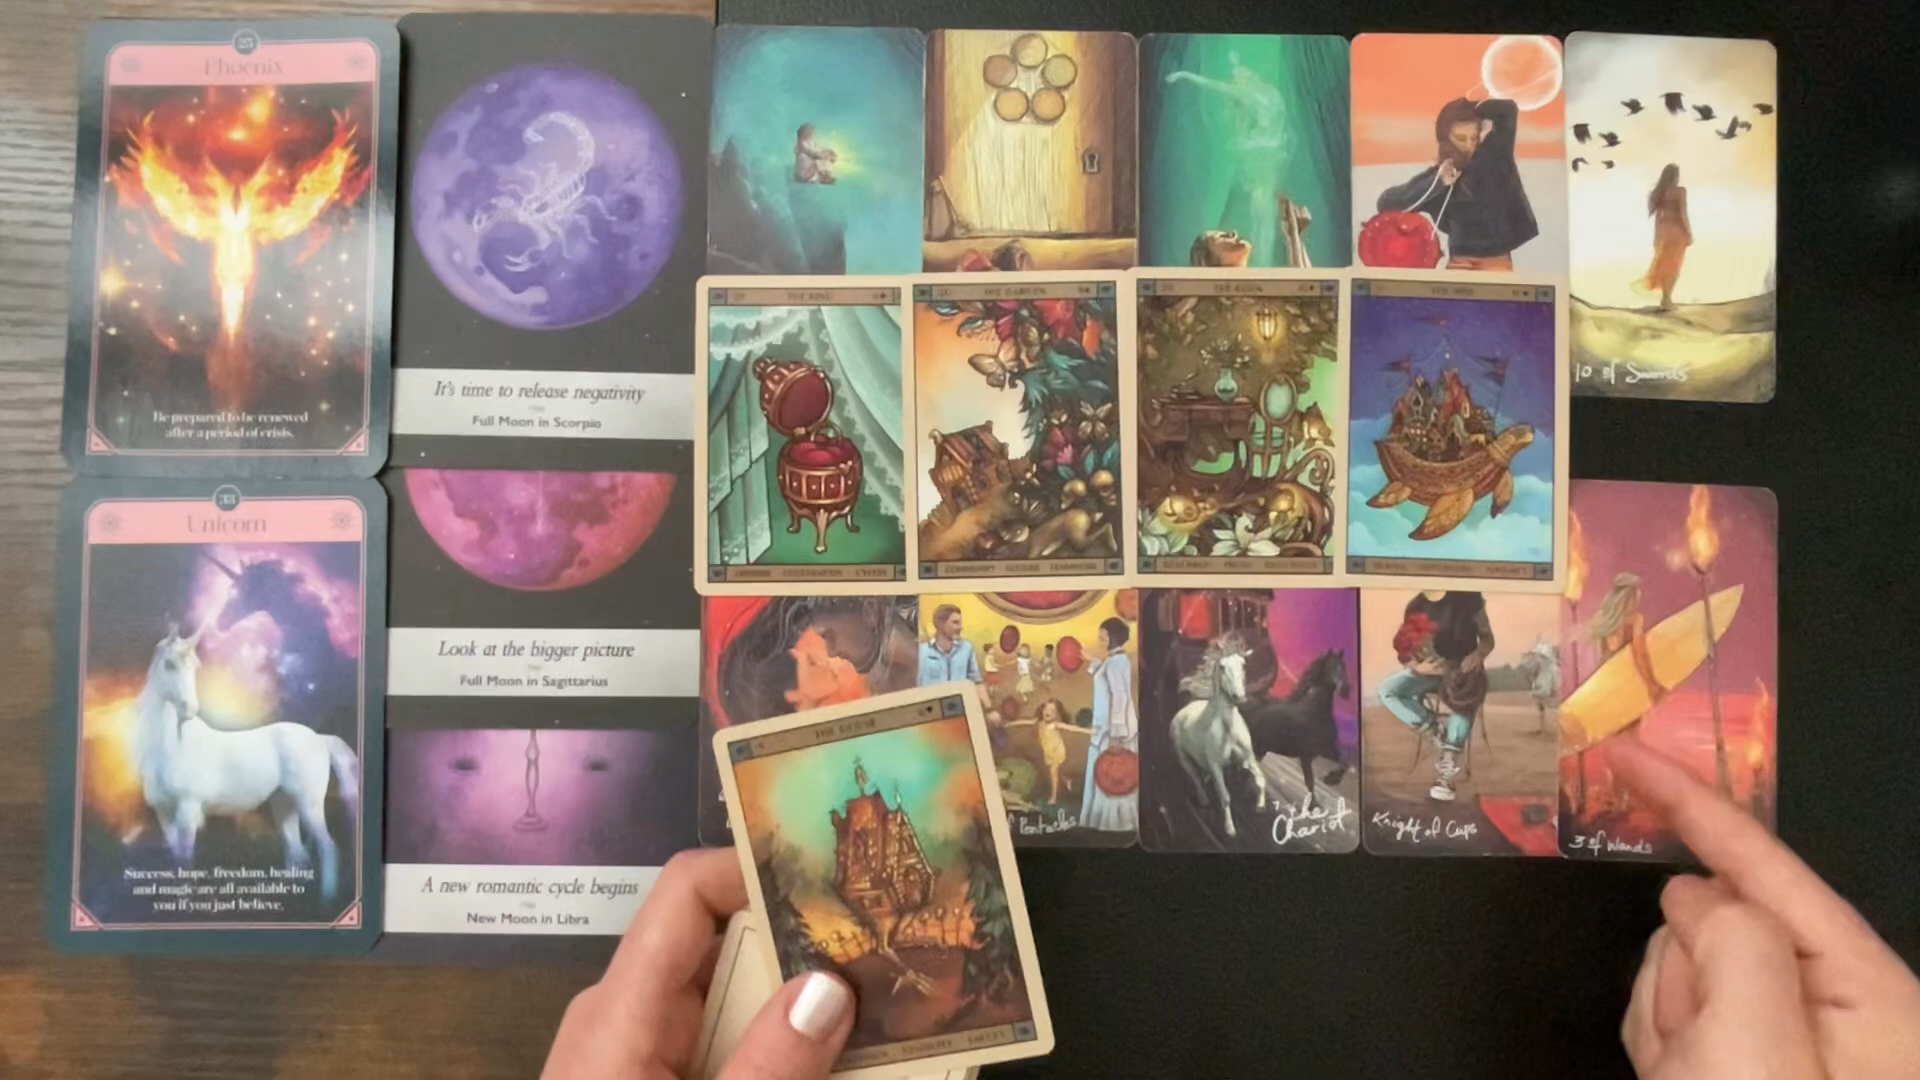 27
Phoenix
Be prepared to be renewed
after a period of crisis.
33
Unicorn
Success, hope, freedom, healing
and magic are all available to
you if you just believe.
It's time to release negativity
Full Moon in Scorpio
Look at the bigger picture
Full Moon in Sagittarius
A new romantic cycle begins
New Moon in Libra
THE RING
THE GARDEN
THE BOOK
THE SHIP
10 of Swords
THE HOUSE
of Pentacles
7 The
Chariot
Knight of Cups
3 of Wands